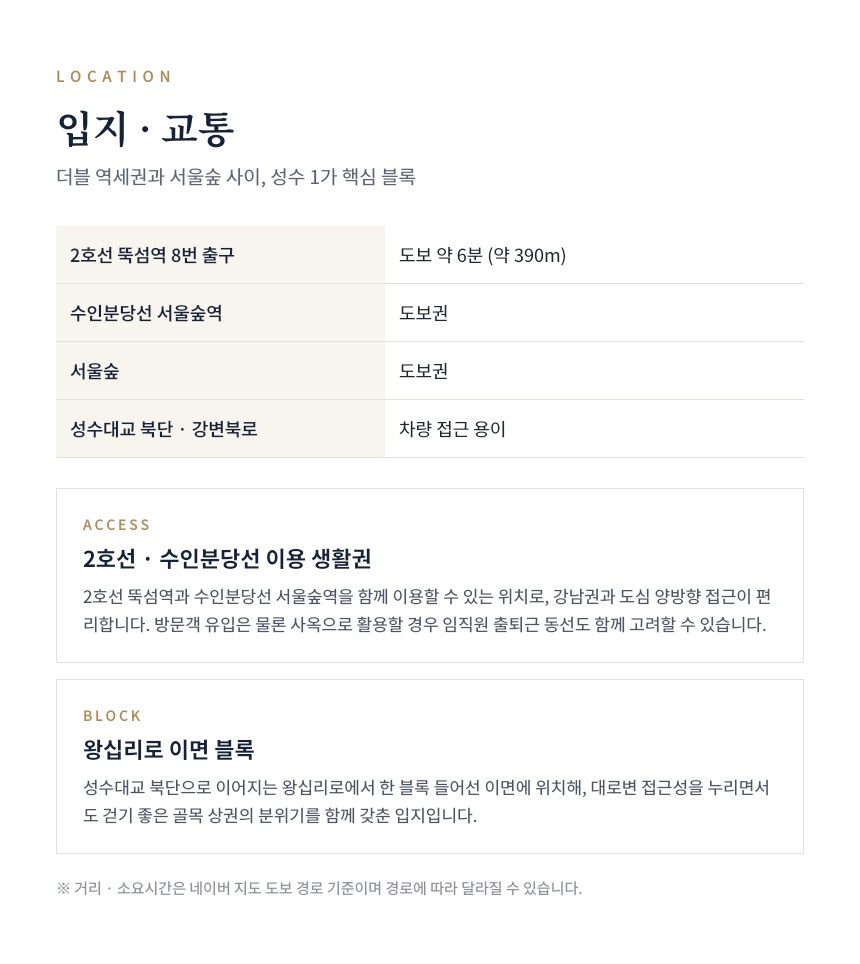 LOCATION
입지 · 교통
더블 역세권과 서울숲 사이, 성수 1가 핵심 블록
2호선 뚝섬역 8번 출구 도보 약 6분 (약 390m)
수인분당선 서울숲역 도보권
서울숲 도보권
성수대교 북단 · 강변북로 차량 접근 용이
ACCESS
2호선 · 수인분당선 이용 생활권
2호선 뚝섬역과 수인분당선 서울숲역을 함께 이용할 수 있는 위치로, 강남권과 도심 양방향 접근이 편
리합니다. 방문객 유입은 물론 사옥으로 활용할 경우 임직원 출퇴근 동선도 함께 고려할 수 있습니다.
BLOCK
왕십리로 이면 블록
성수대교 북단으로 이어지는 왕십리로에서 한 블록 들어선 이면에 위치해, 대로변 접근성을 누리면서
도 걷기 좋은 골목 상권의 분위기를 함께 갖춘 입지입니다.
※ 거리 · 소요시간은 네이버 지도 도보 경로 기준이며 경로에 따라 달라질 수 있습니다.